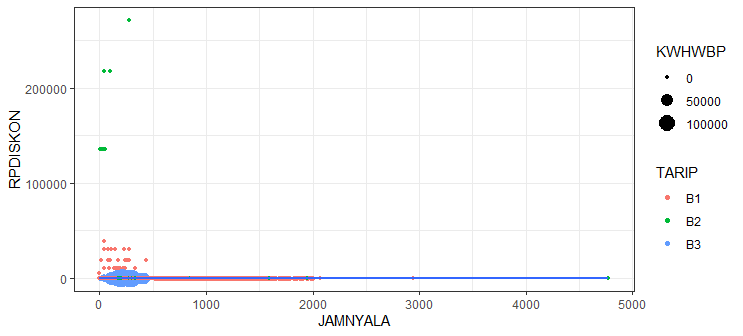 200000
100000
0
RPDISKON
0
1000
2000
3000
4000
5000
JAMNYALA
KWHWBP
0
50000
100000
TARIP
B1
B2
B3